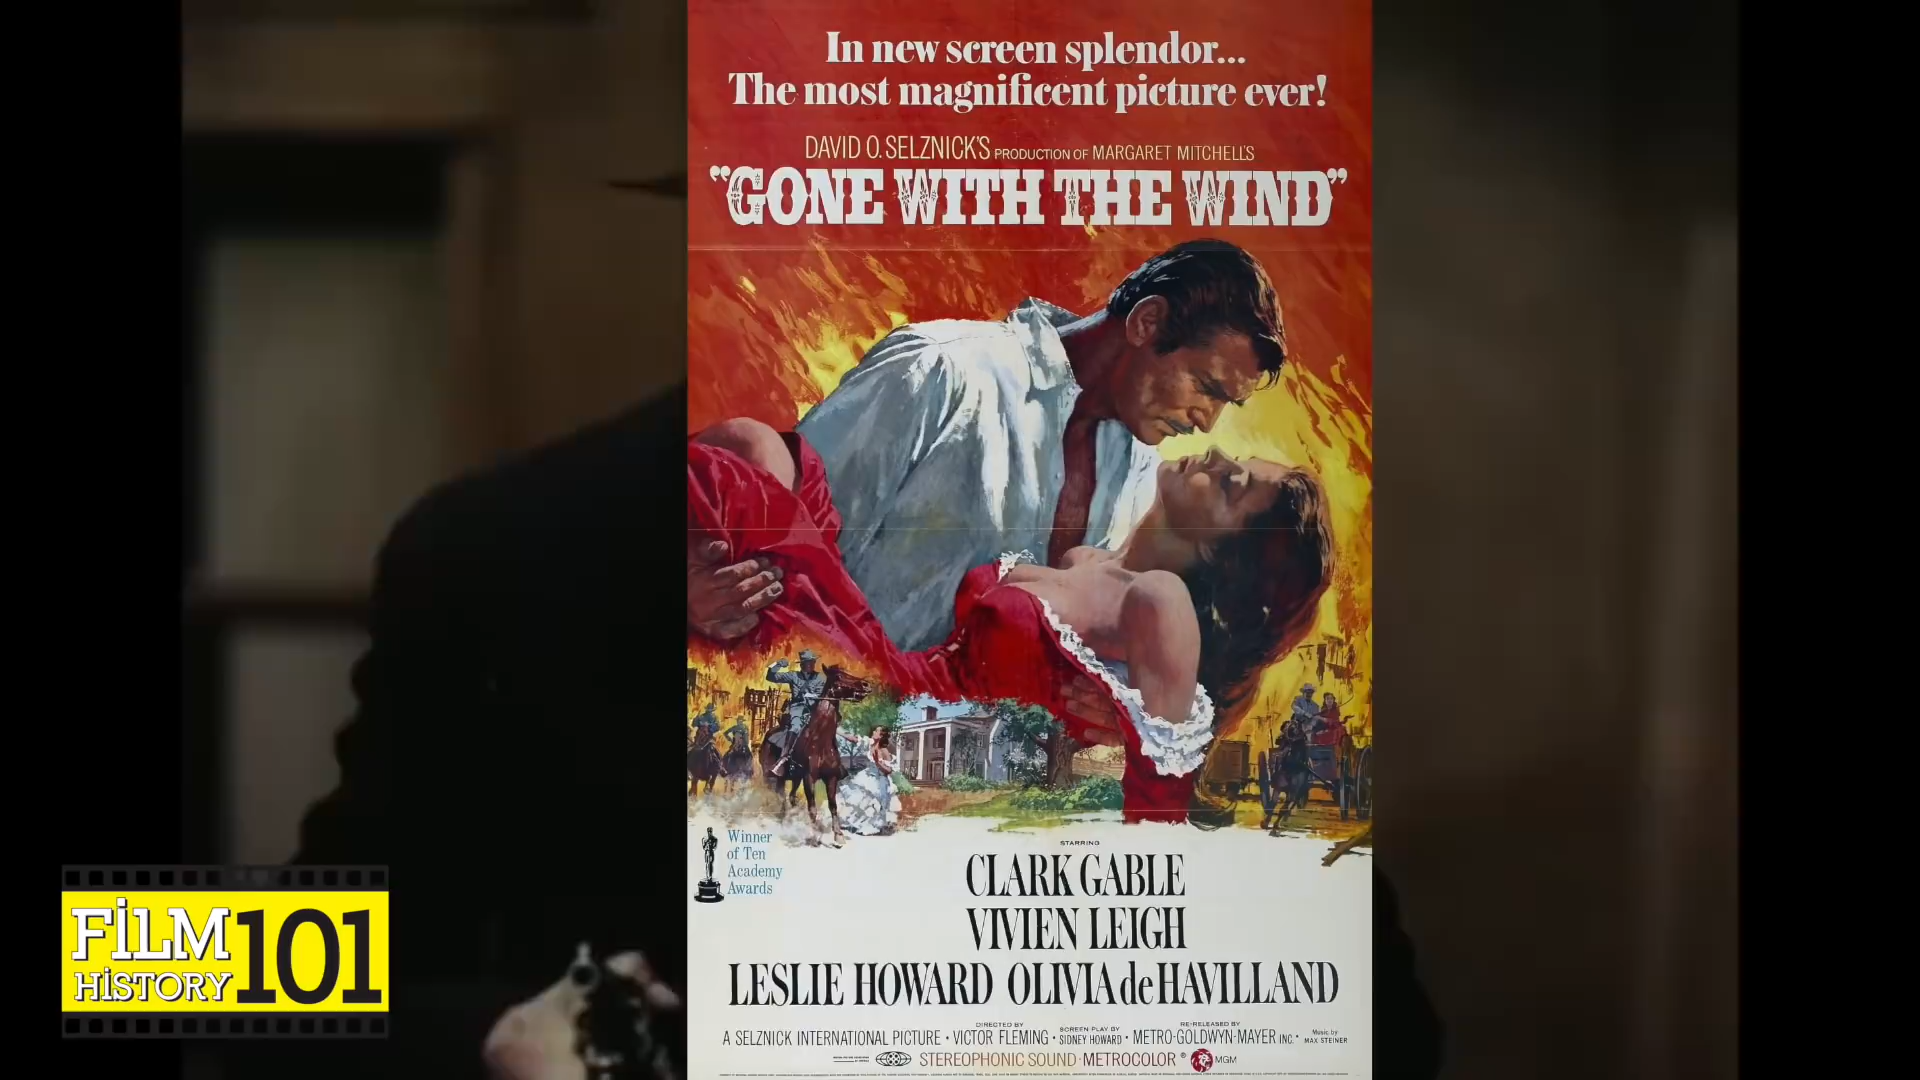 In new screen splendor...
The most magnificent picture ever!
DAVID O. SELZNICK'S PRODUCTION OF MARGARET MITCHELL'S
"GONE WITH THE WIND"
Winner
of Ten
Academy
Awards
STARRING
CLARK GABLE
VIVIEN LEIGH
LESLIE HOWARD OLIVIA de HAVILLAND
DIRECTED BY SCREEN PLAY BY RE-RELEASED BY Music by
A SELZNICK INTERNATIONAL PICTURE • VICTOR FLEMING • SIDNEY HOWARD • METRO-GOLDWYN-MAYER INC. • MAX STEINER
STEREOPHONIC SOUND · METROCOLOR ® MGM
FiLM
HiSTORY 101